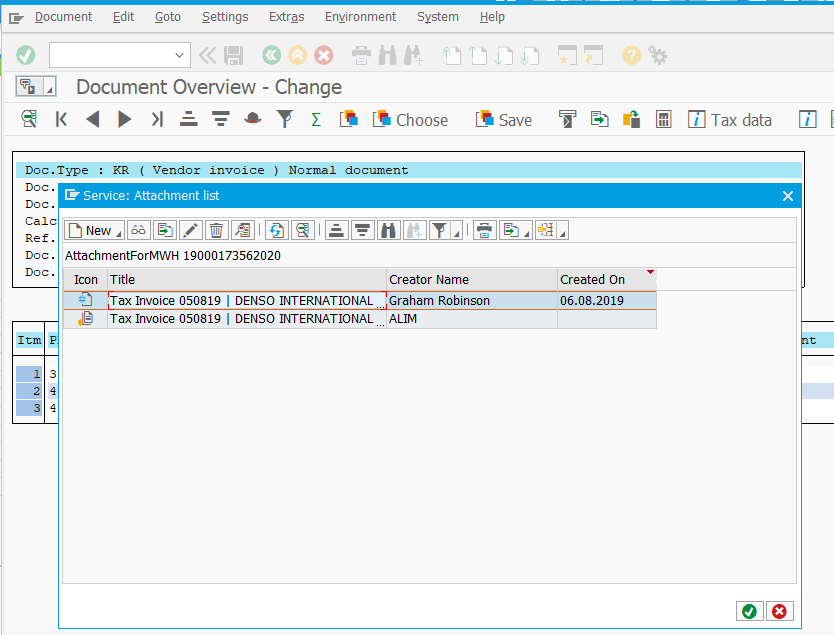 Document Edit Goto Settings Extras Environment System Help
Document Overview - Change
Σ Choose Save Tax data
Doc.Type : KR ( Vendor invoice ) Normal document
Doc.
Service: Attachment list
Doc.
Calc
New
Ref.
Doc.
AttachmentForMWH 19000173562020
Doc.
Icon Title Creator Name Created On
Tax Invoice 050819 | DENSO INTERNATIONAL ... Graham Robinson 06.08.2019
Tax Invoice 050819 | DENSO INTERNATIONAL ... ALIM
Itm P nt
1 3
2 4
3 4